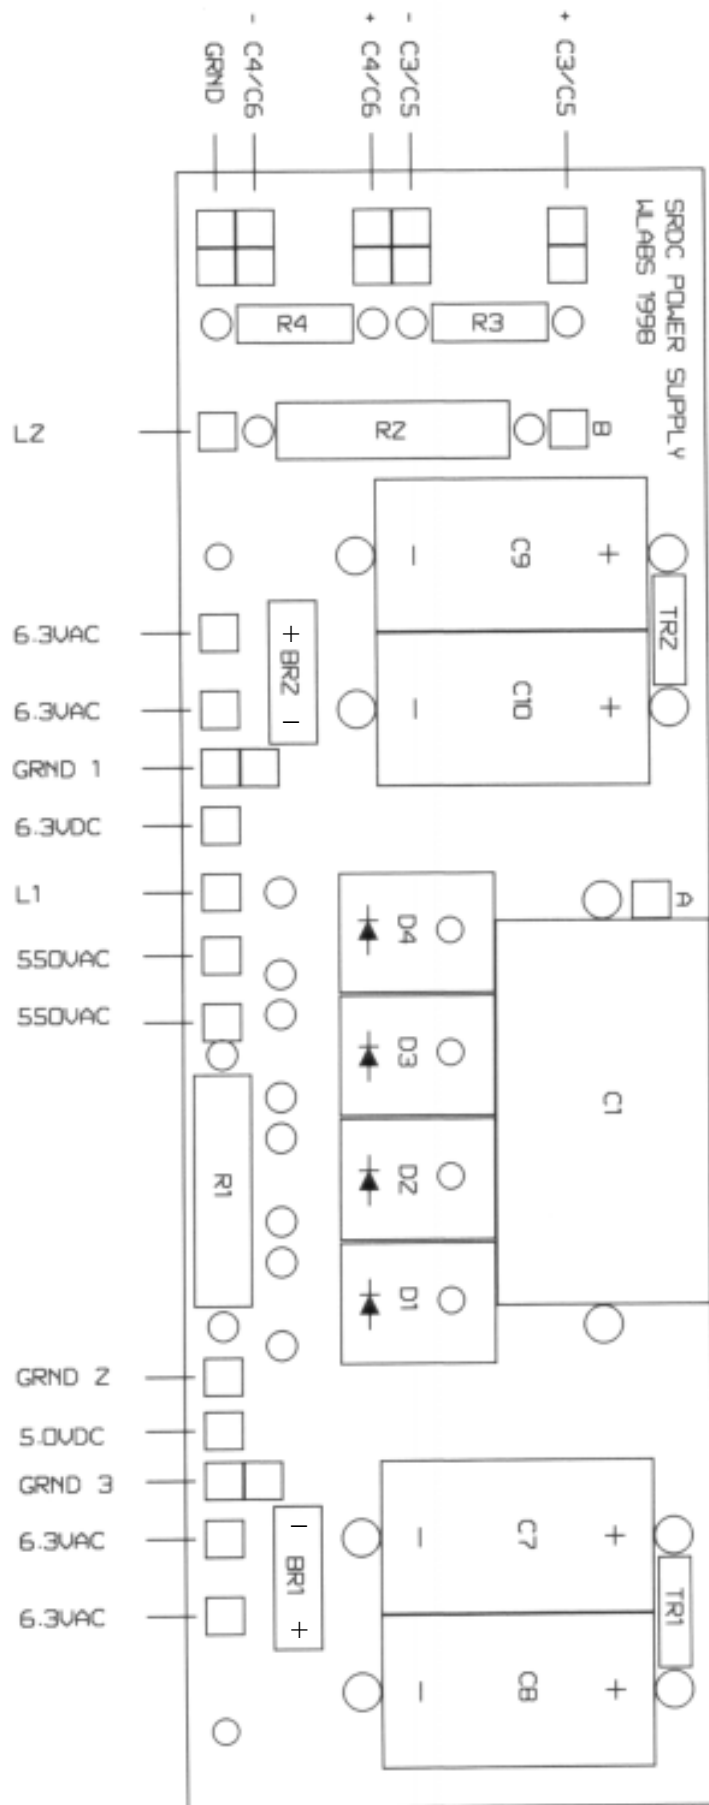 GRND
- C4/C6
+ C4/C6
- C3/C5
+ C3/C5
SRDC POWER SUPPLY
WLABS 1998
R4
R3
L2
R2
B
C9
- +
TR2
6.3VAC
+ BR2 -
6.3VAC
C10
- +
GRND 1
6.3VDC
L1
A
D4
550VAC
550VAC
D3
C1
R1
D2
D1
GRND 2
5.0VDC
GRND 3
6.3VAC
- BR1 +
C7
- +
TR1
6.3VAC
C8
- +